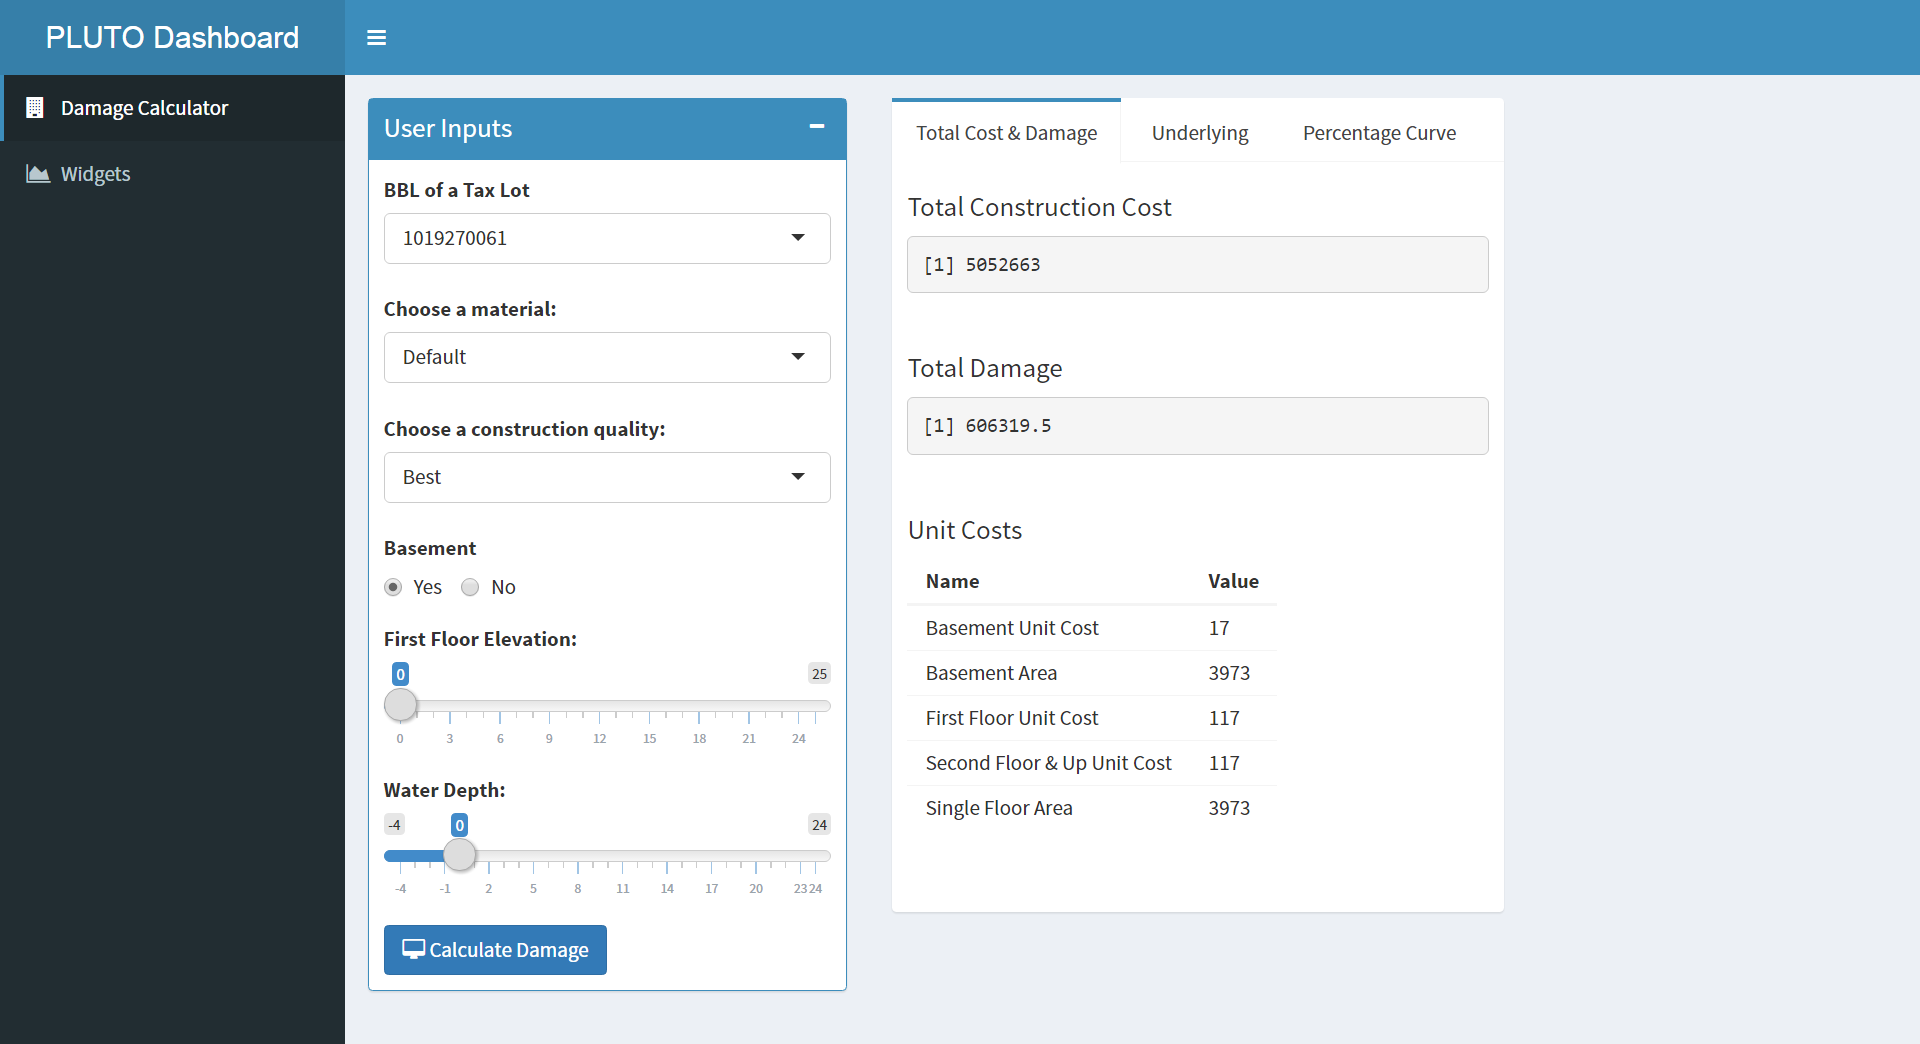 PLUTO Dashboard
Damage Calculator
Widgets
User Inputs
BBL of a Tax Lot
1019270061
Choose a material:
Default
Choose a construction quality:
Best
Basement
Yes No
First Floor Elevation:
0 25
0 3 6 9 12 15 18 21 24
Water Depth:
-4 0 24
-4 -1 2 5 8 11 14 17 20 23 24
Calculate Damage
Total Cost & Damage Underlying Percentage Curve
Total Construction Cost
[1] 5052663
Total Damage
[1] 606319.5
Unit Costs
Name Value
Basement Unit Cost 17
Basement Area 3973
First Floor Unit Cost 117
Second Floor & Up Unit Cost 117
Single Floor Area 3973